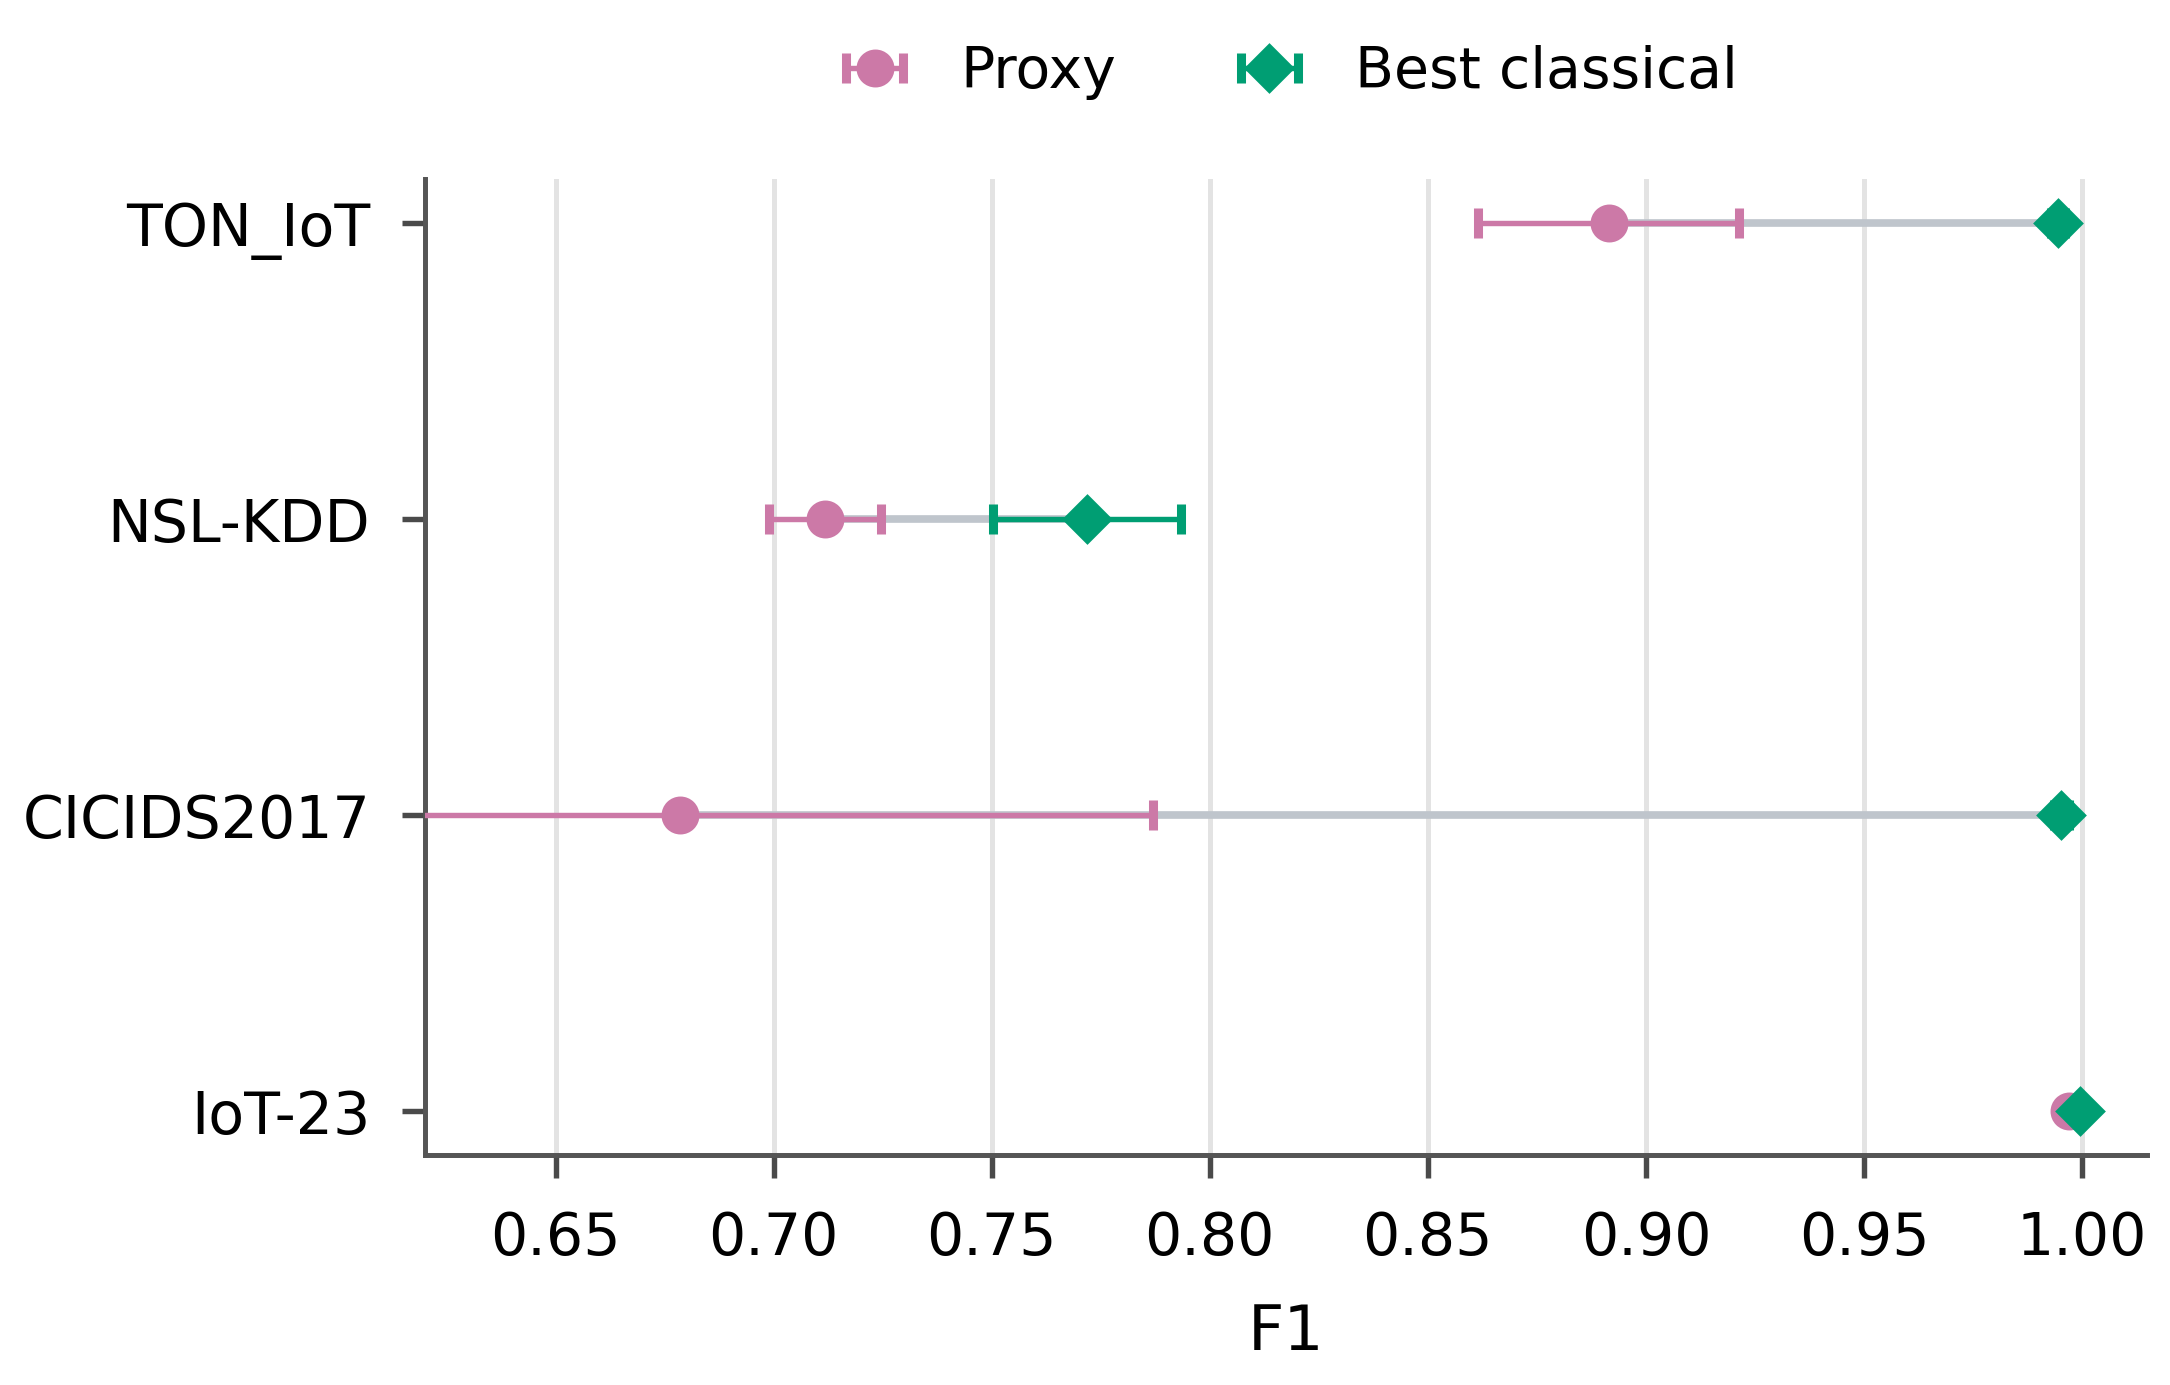 Proxy Best classical
TON_IoT
NSL-KDD
CICIDS2017
IoT-23
0.65 0.70 0.75 0.80 0.85 0.90 0.95 1.00
F1